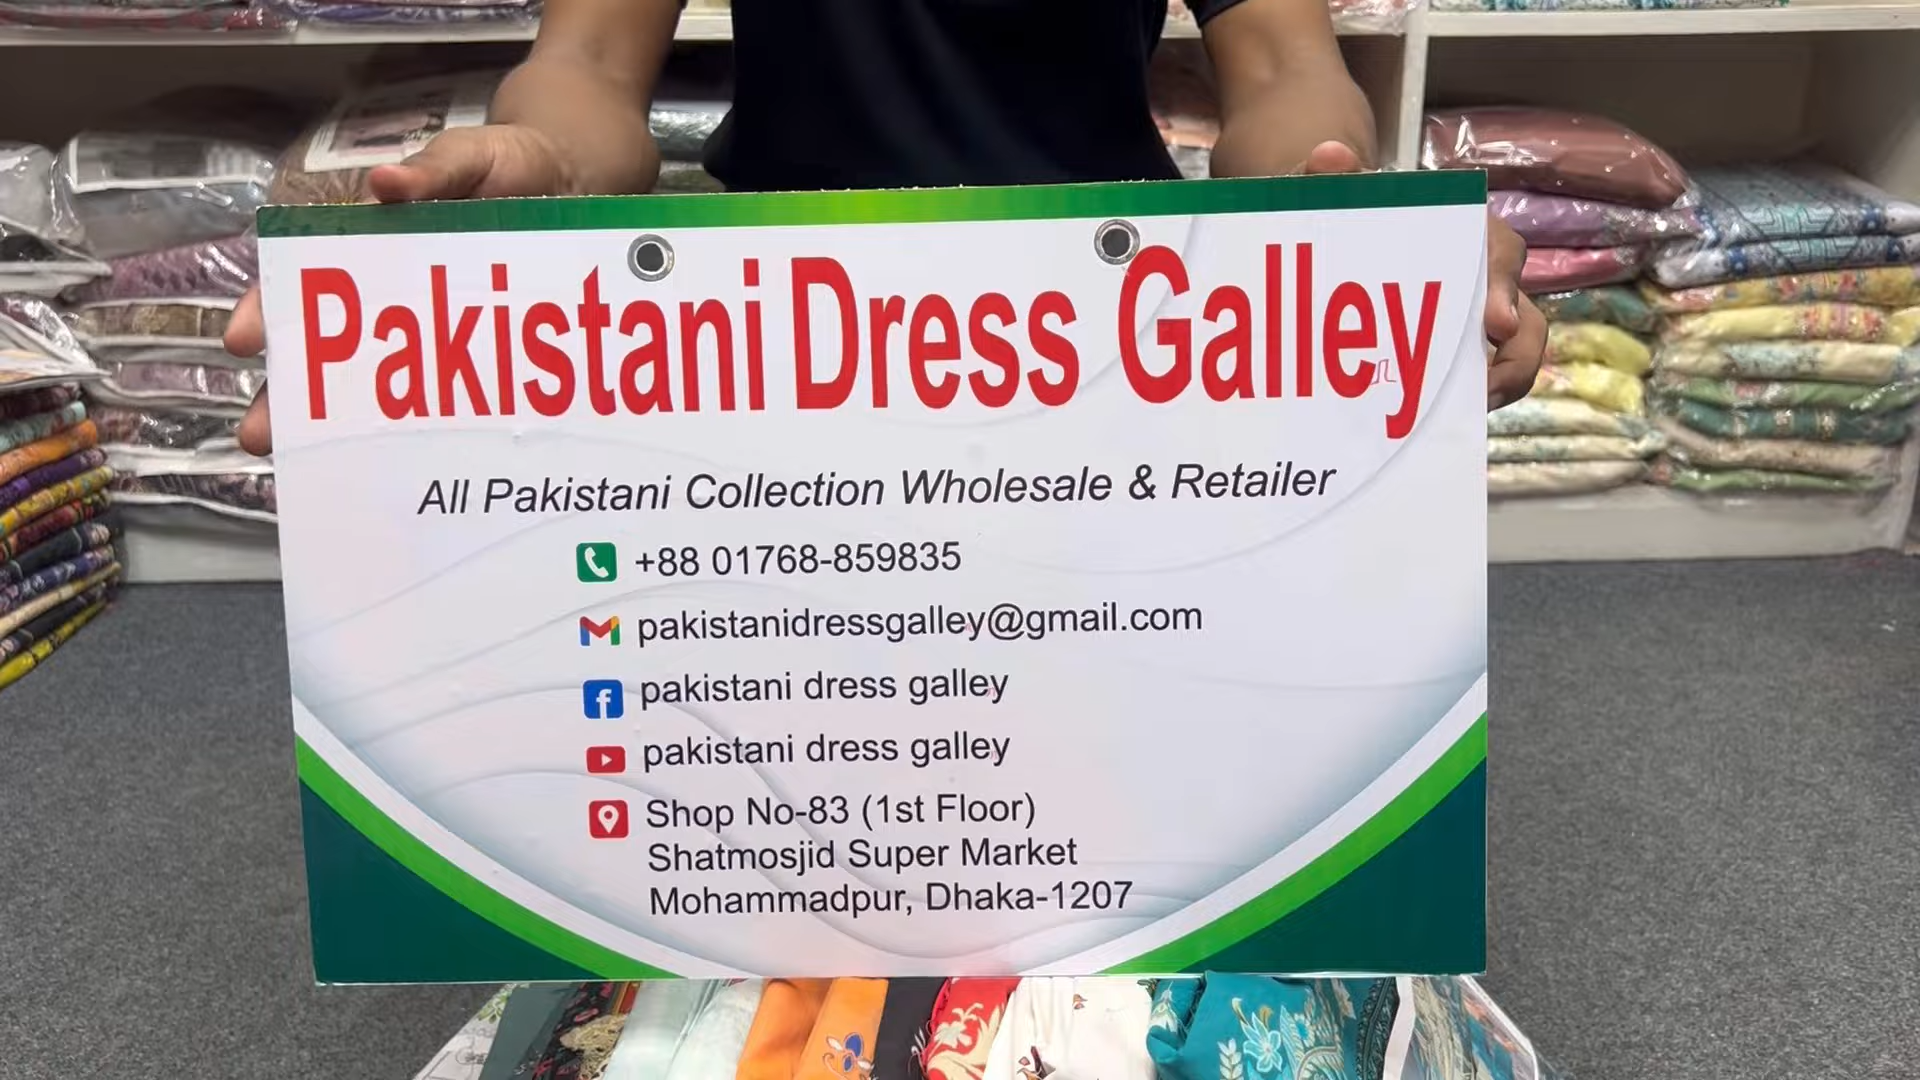 Pakistani Dress Galley
All Pakistani Collection Wholesale & Retailer
+88 01768-859835
pakistanidressgalley@gmail.com
pakistani dress galley
pakistani dress galley
Shop No-83 (1st Floor)
Shatmosjid Super Market
Mohammadpur, Dhaka-1207